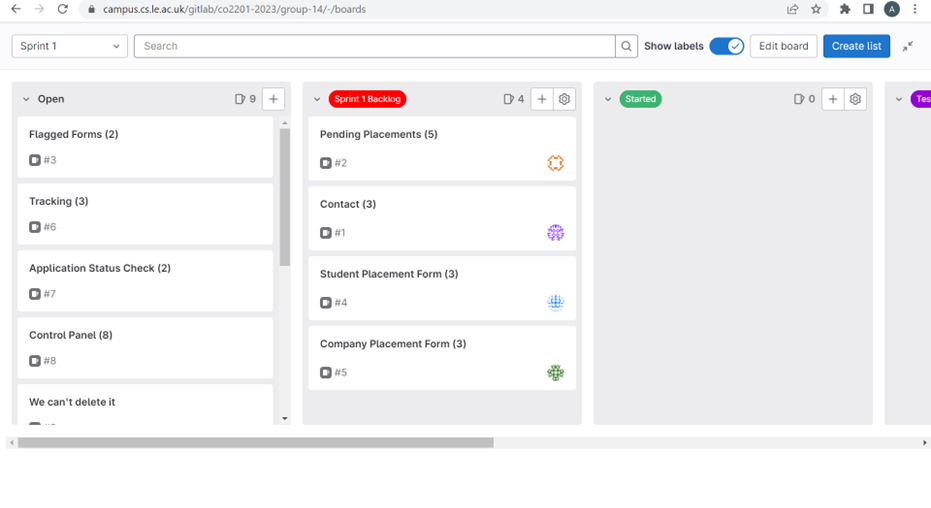 campus.cs.le.ac.uk/gitlab/co2201-2023/group-14/-/boards
A
Sprint 1
Search
Show labels
Edit board
Create list
Open
9
Flagged Forms (2)
#3
Tracking (3)
#6
Application Status Check (2)
#7
Control Panel (8)
#8
We can't delete it
Sprint 1 Backlog
4
Pending Placements (5)
#2
Contact (3)
#1
Student Placement Form (3)
#4
Company Placement Form (3)
#5
Started
0
Tes